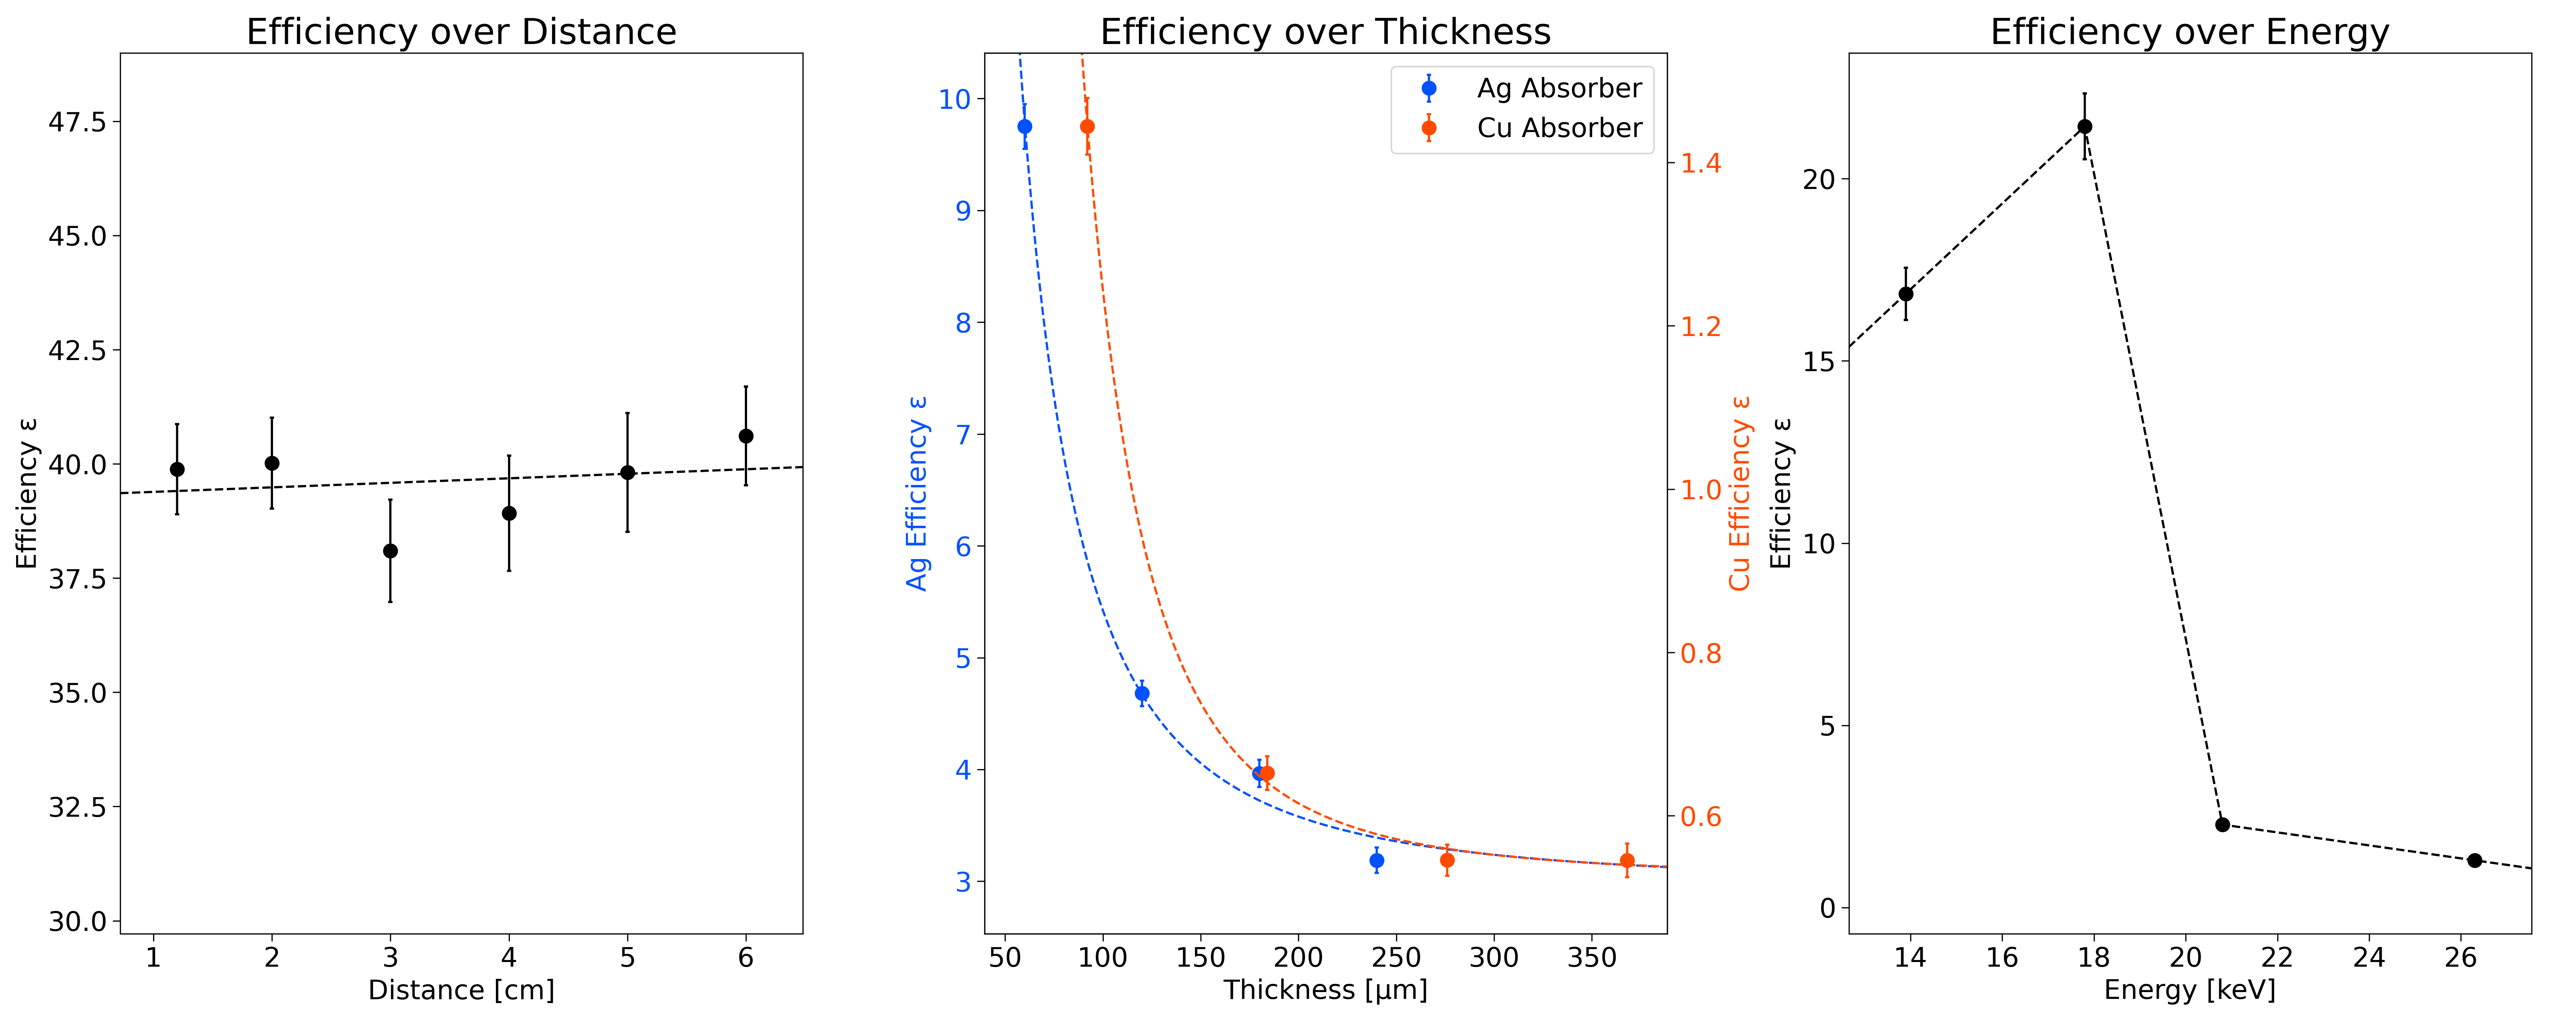 Efficiency over Distance
47.5
45.0
42.5
40.0
37.5
35.0
32.5
30.0
Efficiency ε
1 2 3 4 5 6
Distance [cm]
Efficiency over Thickness
Ag Absorber
Cu Absorber
10
9
8
7
6
5
4
3
Ag Efficiency ε
1.4
1.2
1.0
0.8
0.6
Cu Efficiency ε
50 100 150 200 250 300 350
Thickness [μm]
Efficiency over Energy
20
15
10
5
0
Efficiency ε
14 16 18 20 22 24 26
Energy [keV]